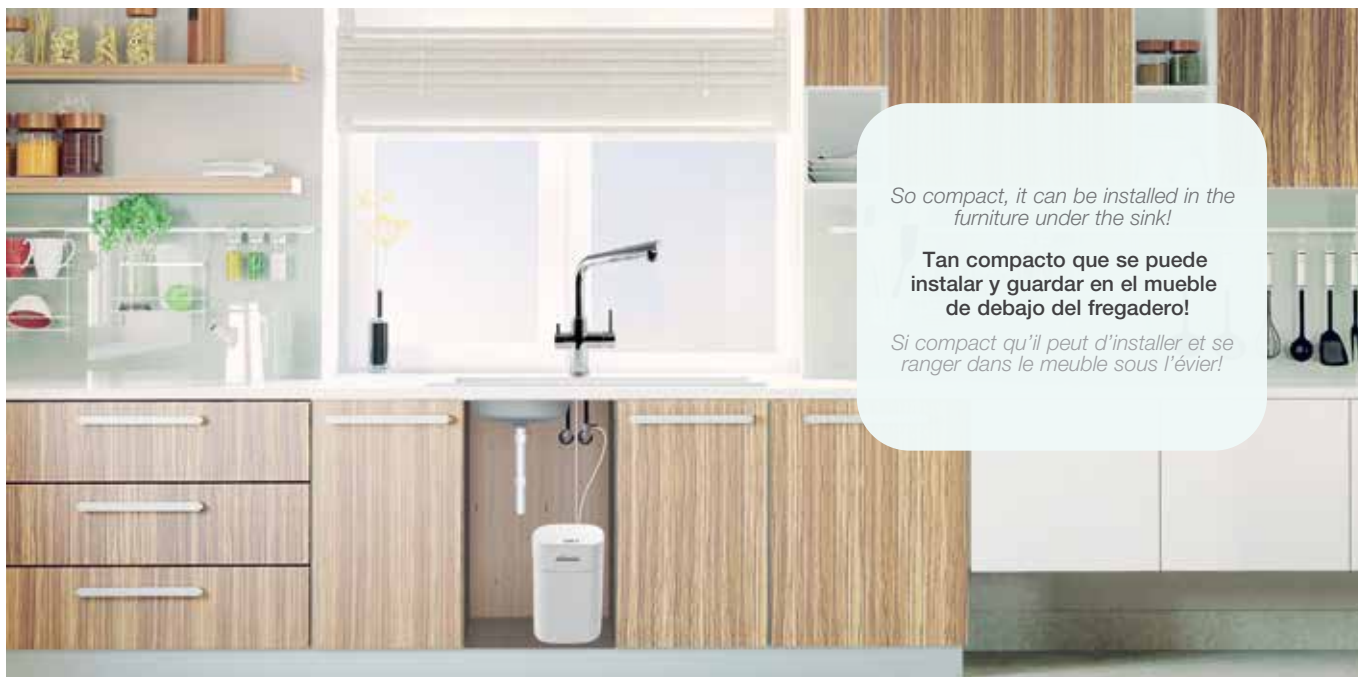 So compact, it can be installed in the
furniture under the sink!
Tan compacto que se puede
instalar y guardar en el mueble
de debajo del fregadero!
Si compact qu’il peut d’installer et se
ranger dans le meuble sous l’évier!